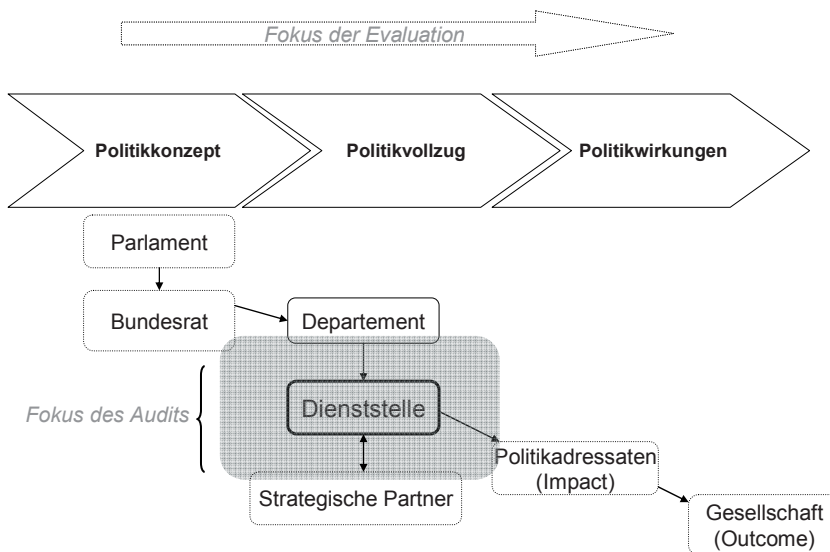 Fokus der Evaluation
Politikkonzept
Politikvollzug
Politikwirkungen
Parlament
Bundesrat
Departement
Fokus des Audits
Dienststelle
Politikadressaten
(Impact)
Strategische Partner
Gesellschaft
(Outcome)